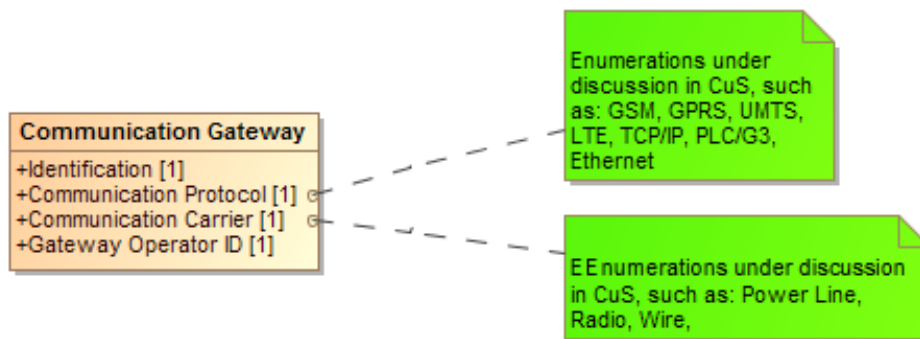 Communication Gateway
+Identification [1]
+Communication Protocol [1]
+Communication Carrier [1]
+Gateway Operator ID [1]
Enumerations under
discussion in CuS, such
as: GSM, GPRS, UMTS,
LTE, TCP/IP, PLC/G3,
Ethernet
E Enumerations under discussion
in CuS, such as: Power Line,
Radio, Wire,